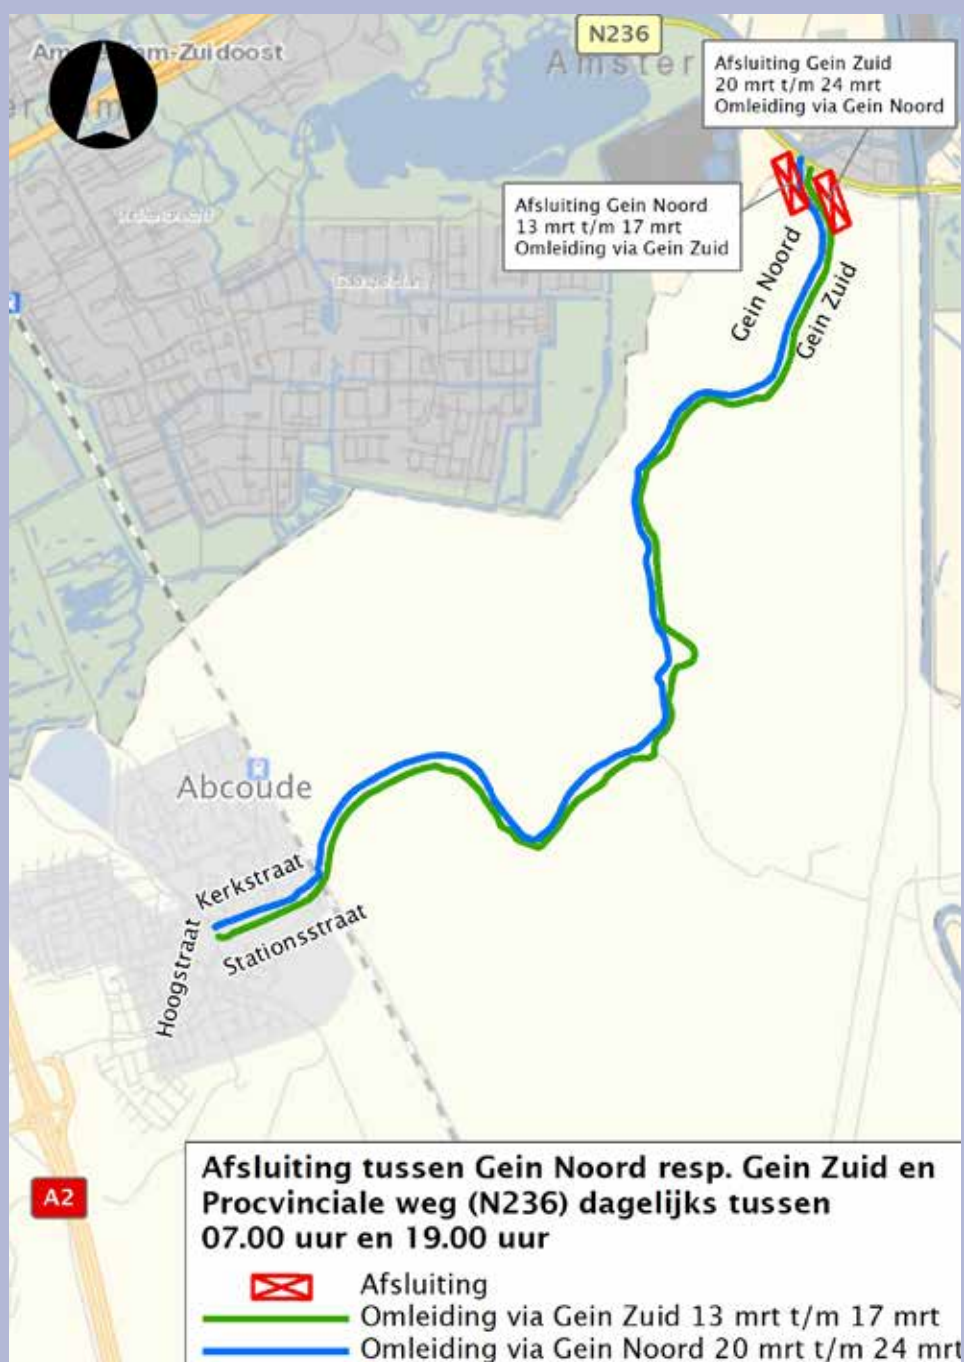 N236
Amsterdam-Zuidoost
Amster
Afsluiting Gein Zuid
20 mrt t/m 24 mrt
Omleiding via Gein Noord
Afsluiting Gein Noord
13 mrt t/m 17 mrt
Omleiding via Gein Zuid
Gein Noord
Gein Zuid
Abcoude
Kerkstraat
Stationsstraat
Hoogstraat
A2
Afsluiting tussen Gein Noord resp. Gein Zuid en
Procvinciale weg (N236) dagelijks tussen
07.00 uur en 19.00 uur
Afsluiting
Omleiding via Gein Zuid 13 mrt t/m 17 mrt
Omleiding via Gein Noord 20 mrt t/m 24 mrt